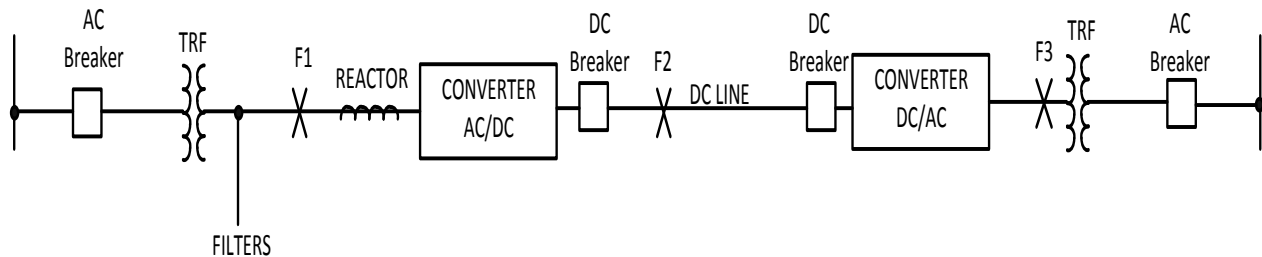 AC
Breaker
TRF
F1
REACTOR
CONVERTER
AC/DC
DC
Breaker
F2
DC LINE
DC
Breaker
CONVERTER
DC/AC
F3
TRF
AC
Breaker
FILTERS